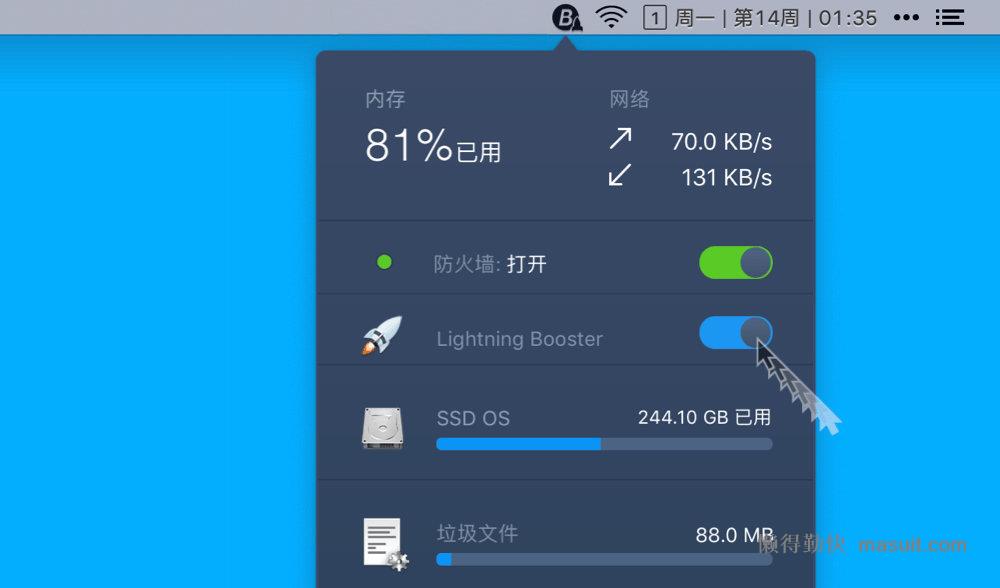 B 1 周一 | 第14周 | 01:35
内存
81%已用
网络
70.0 KB/s
131 KB/s
防火墙: 打开
Lightning Booster
SSD OS
244.10 GB 已用
垃圾文件
88.0 MB
懒得勤快 masuit.com